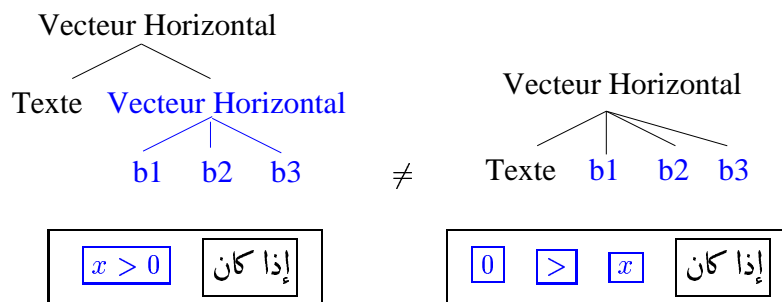 Vecteur Horizontal
Texte Vecteur Horizontal
b1 b2 b3
≠
Vecteur Horizontal
Texte b1 b2 b3
x > 0 إذا كان
0 > x إذا كان